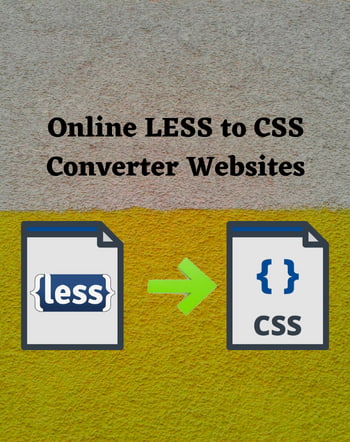 Online LESS to CSS
Converter Websites
{less}
{ }
CSS